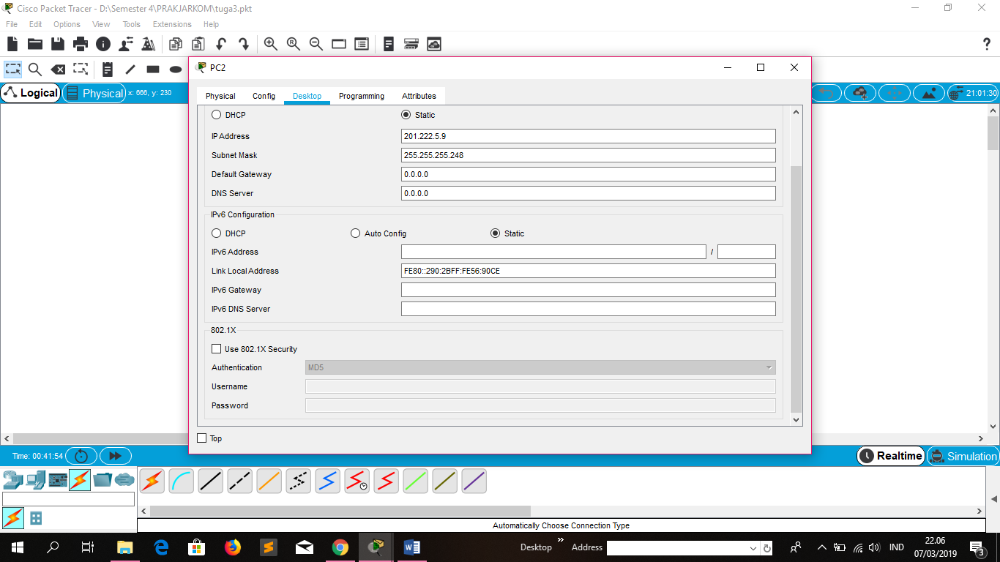 Cisco Packet Tracer - D:\Semester 4\PRAKJARKOM\tuga3.pkt
File Edit Options View Tools Extensions Help
?
PC2
Logical Physical x: 666, y: 230 21:01:30
Physical Config Desktop Programming Attributes
DHCP Static
IP Address 201.222.5.9
Subnet Mask 255.255.255.248
Default Gateway 0.0.0.0
DNS Server 0.0.0.0
IPv6 Configuration
DHCP Auto Config Static
IPv6 Address /
Link Local Address FE80::290:2BFF:FE56:90CE
IPv6 Gateway
IPv6 DNS Server
802.1X
Use 802.1X Security
Authentication MD5
Username
Password
Top
Time: 00:41:54 Realtime Simulation
Automatically Choose Connection Type
Desktop » Address IND 22.06
07/03/2019 3